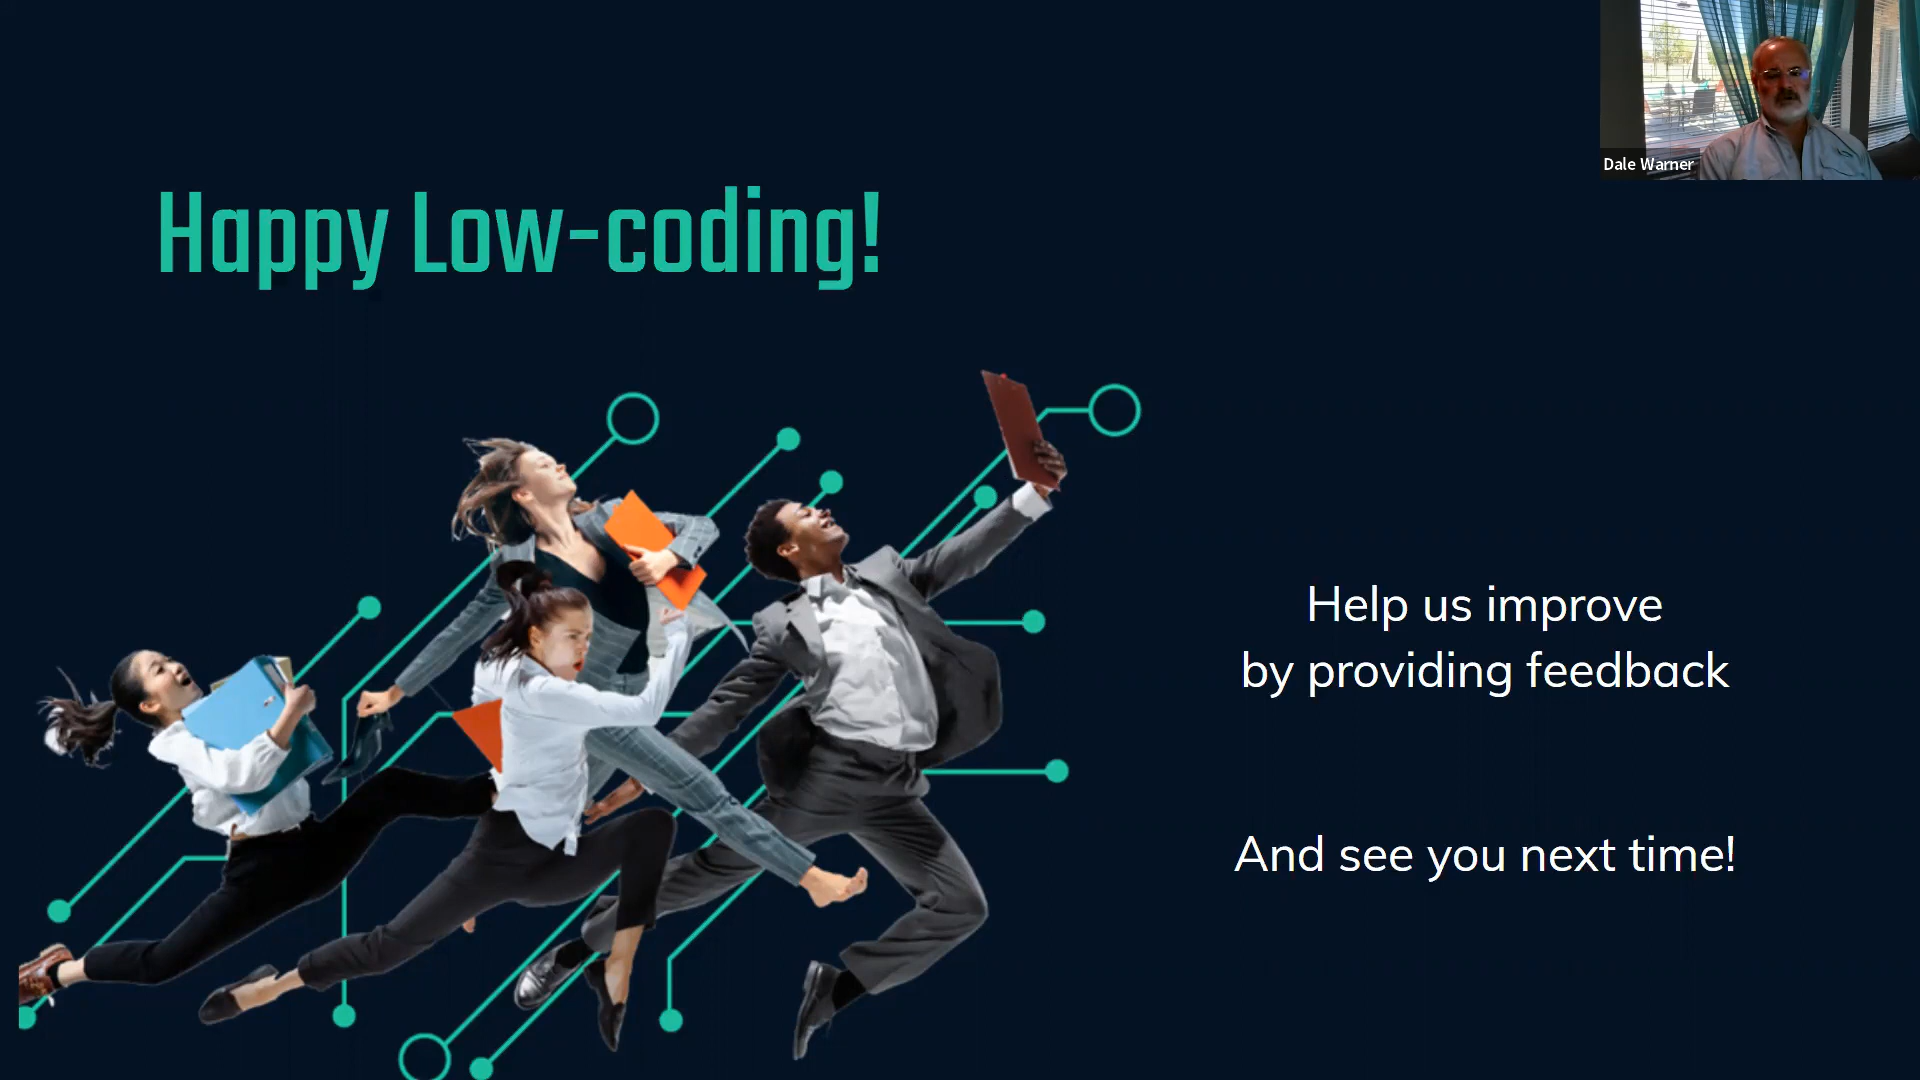 Dale Warner
Happy Low-coding!
Help us improve
by providing feedback
And see you next time!